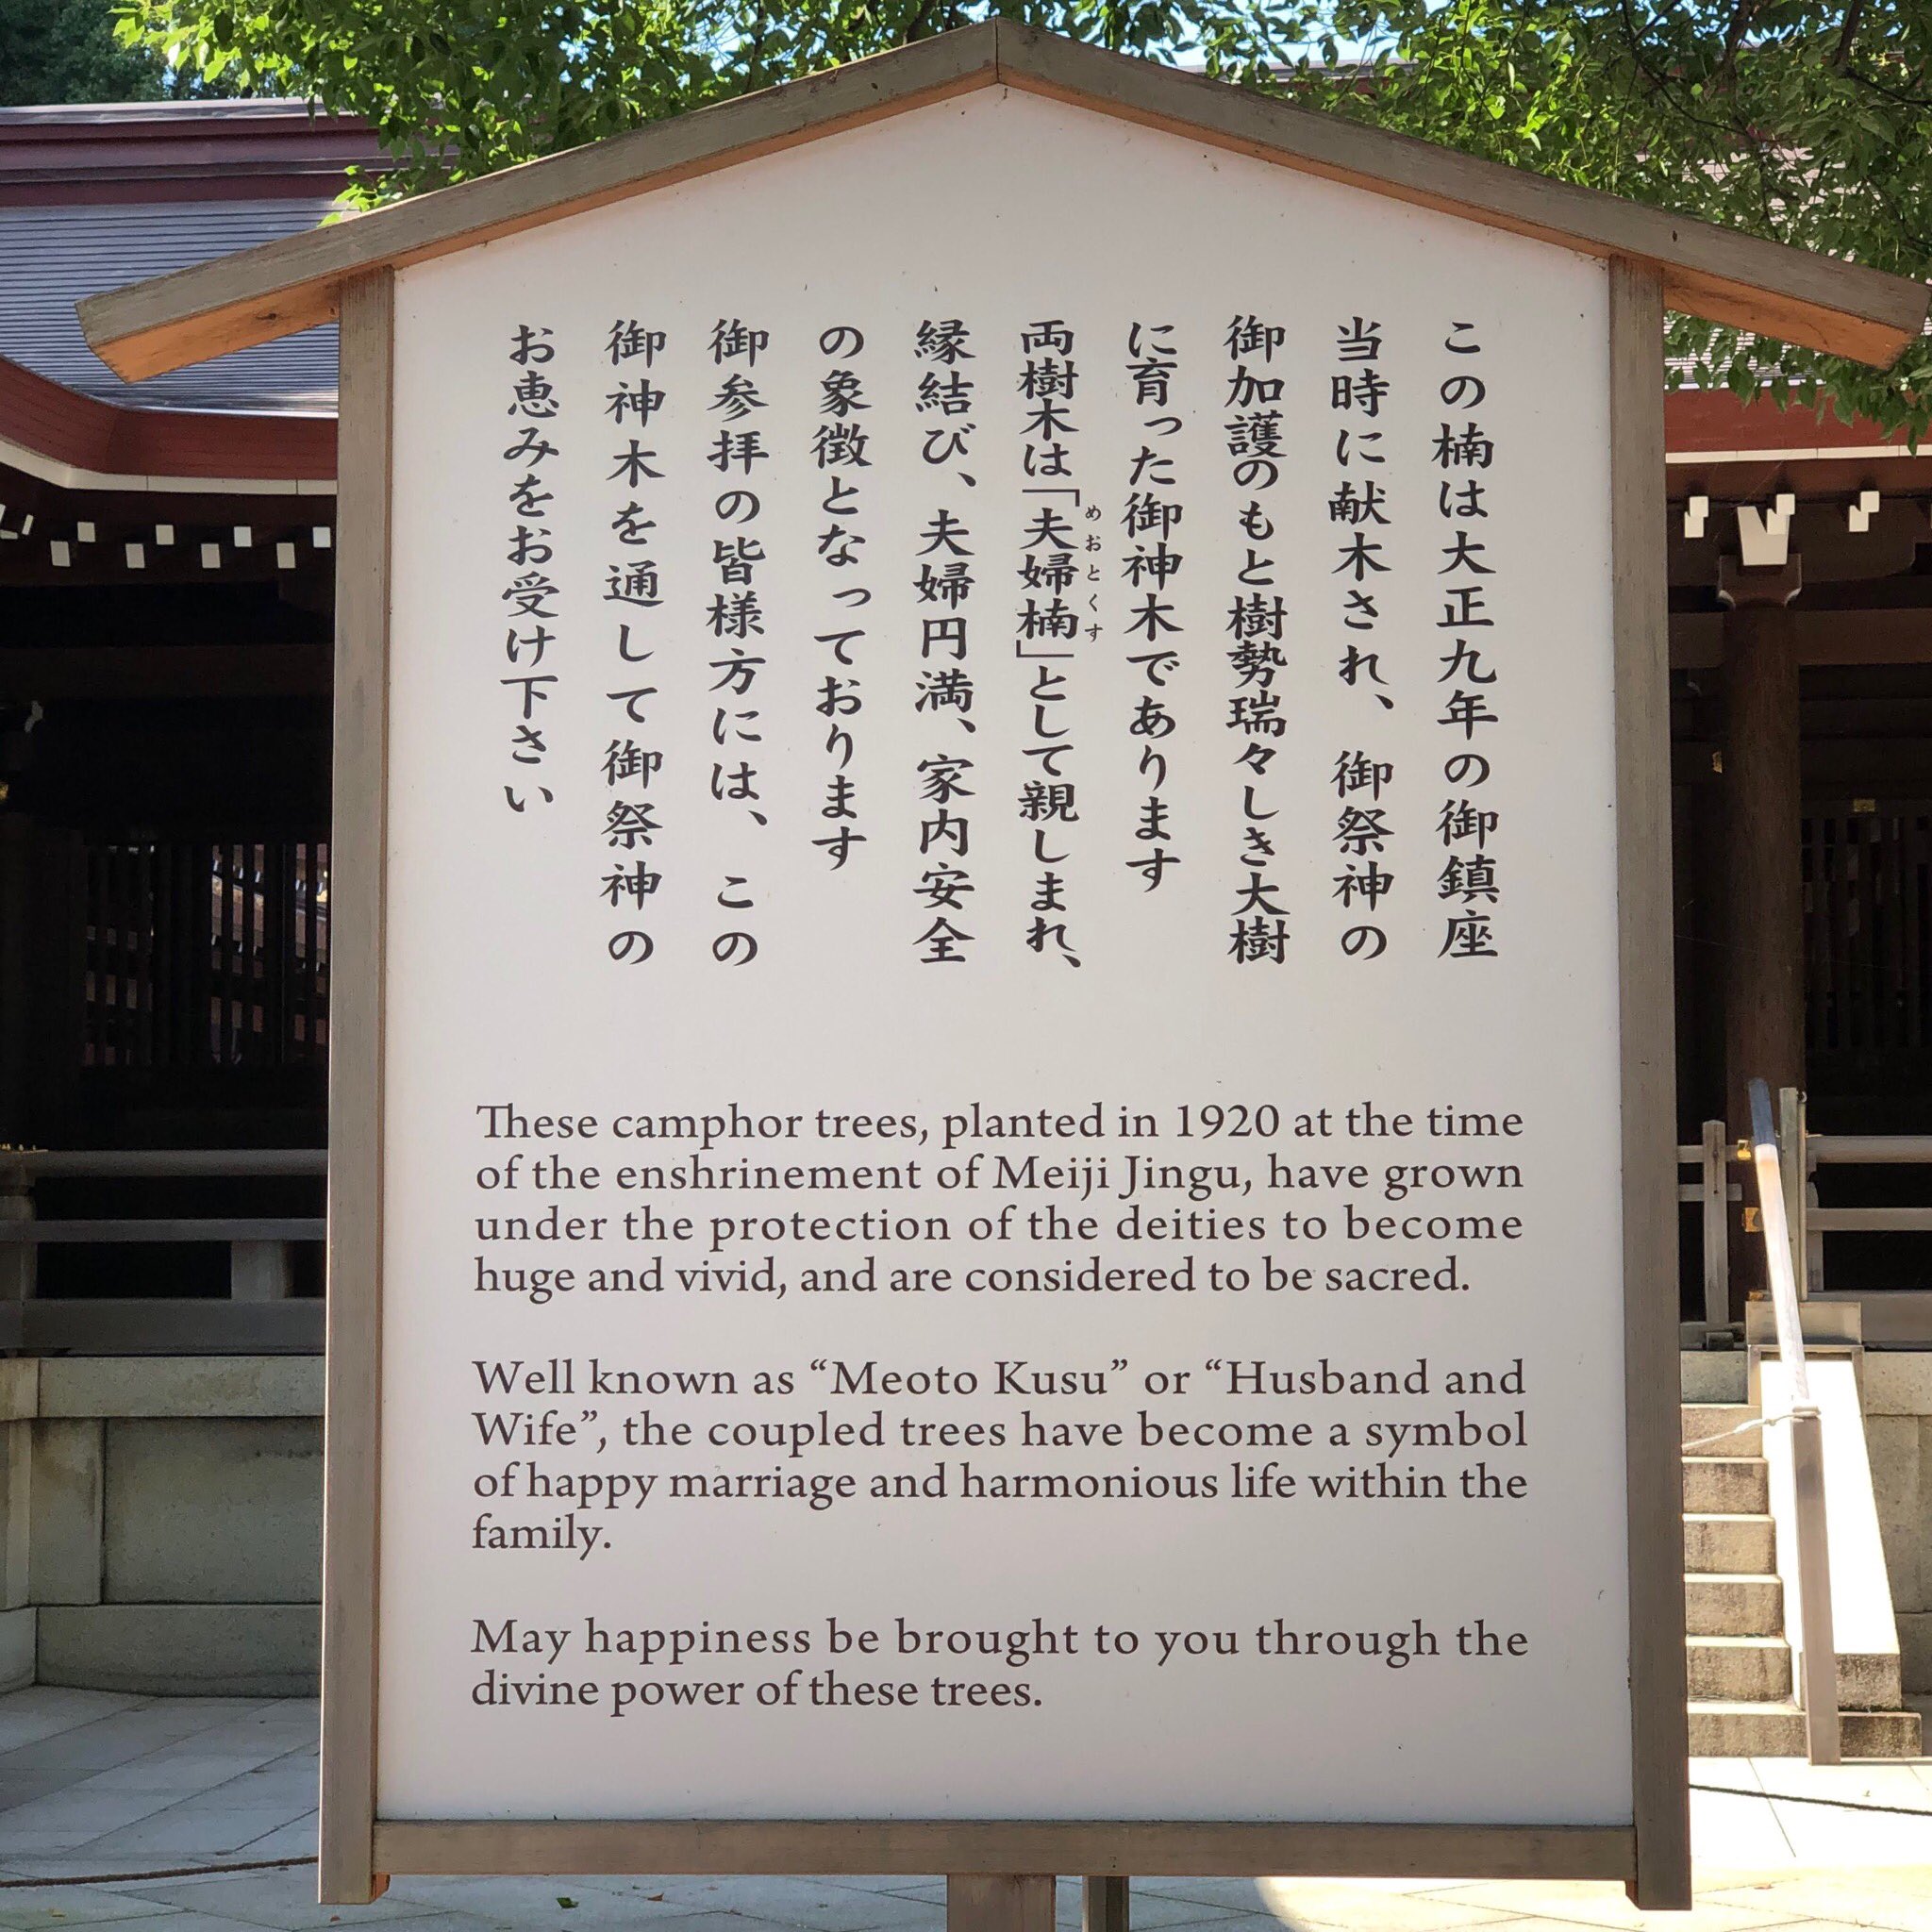 この楠は大正九年の御鎮座
当時に献木され、御祭神の
御加護のもと樹勢瑞々しき大樹
に育った御神木であります
両樹木は「夫婦楠」として親しまれ、
めおとくす
縁結び、夫婦円満、家内安全
の象徴となっております
御参拝の皆様方には、この
御神木を通して御祭神の
お恵みをお受け下さい
These camphor trees, planted in 1920 at the time
of the enshrinement of Meiji Jingu, have grown
under the protection of the deities to become
huge and vivid, and are considered to be sacred.
Well known as “Meoto Kusu” or “Husband and
Wife”, the coupled trees have become a symbol
of happy marriage and harmonious life within the
family.
May happiness be brought to you through the
divine power of these trees.